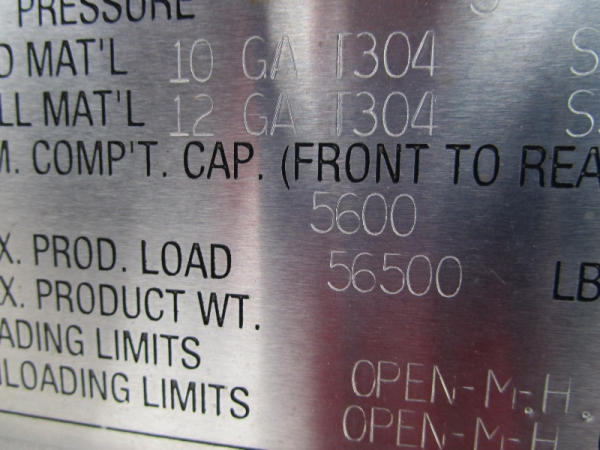 PRESSURE
D MAT'L 10 GA T304 S
LL MAT'L 12 GA T304 S
M. COMP'T. CAP. (FRONT TO REA
5600
X. PROD. LOAD 56500 LB
X. PRODUCT WT.
ADING LIMITS OPEN-M-H.
NLOADING LIMITS OPEN-M-H